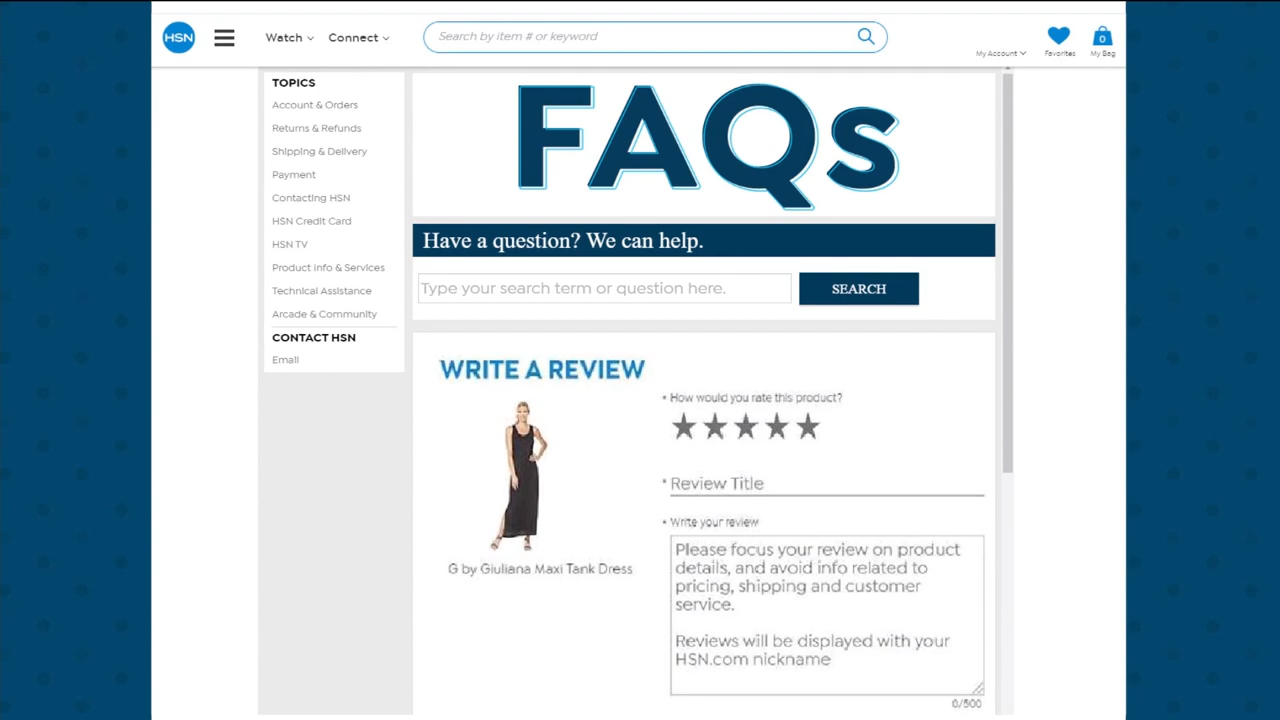 HSN
Watch
Connect
Search by item # or keyword
My Account
Favorites
0
My Bag
TOPICS
Account & Orders
Returns & Refunds
Shipping & Delivery
Payment
Contacting HSN
HSN Credit Card
HSN TV
Product Info & Services
Technical Assistance
Arcade & Community
CONTACT HSN
Email
FAQs
Have a question? We can help.
Type your search term or question here.
SEARCH
WRITE A REVIEW
G by Giuliana Maxi Tank Dress
* How would you rate this product?
* Review Title
* Write your review
Please focus your review on product
details, and avoid info related to
pricing, shipping and customer
service.
Reviews will be displayed with your
HSN.com nickname
0/500